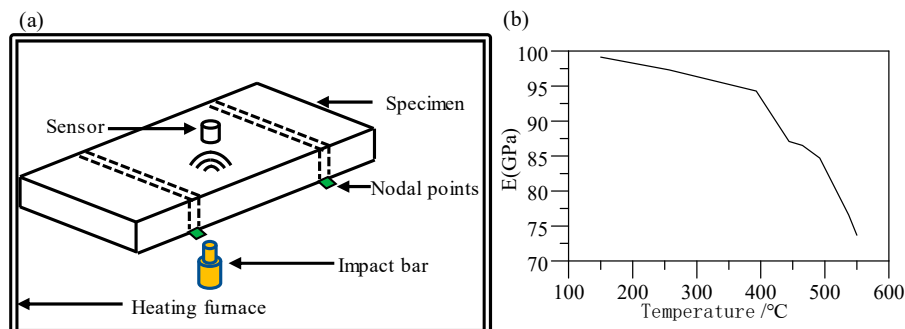 (a)
Sensor
Specimen
Nodal points
Impact bar
Heating furnace
(b)
100
95
90
85
80
75
70
E(GPa)
100 200 300 400 500 600
Temperature /℃